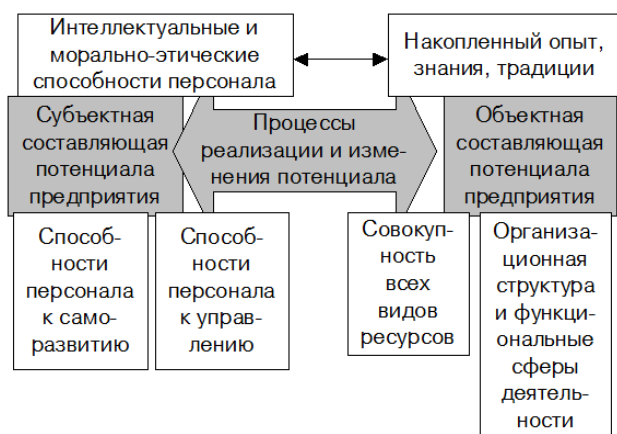 Интеллектуальные и
морально-этические
способности персонала
Накопленный опыт,
знания, традиции
Субъектная
составляющая
потенциала
предприятия
Процессы
реализации и изме-
нения потенциала
Объектная
составляющая
потенциала
предприятия
Способ-
ности
персонала
к само-
развитию
Способ-
ности
персонала
к управ-
лению
Совокуп-
ность
всех
видов
ресурсов
Организа-
ционная
структура
и функци-
ональные
сферы
деятель-
ности